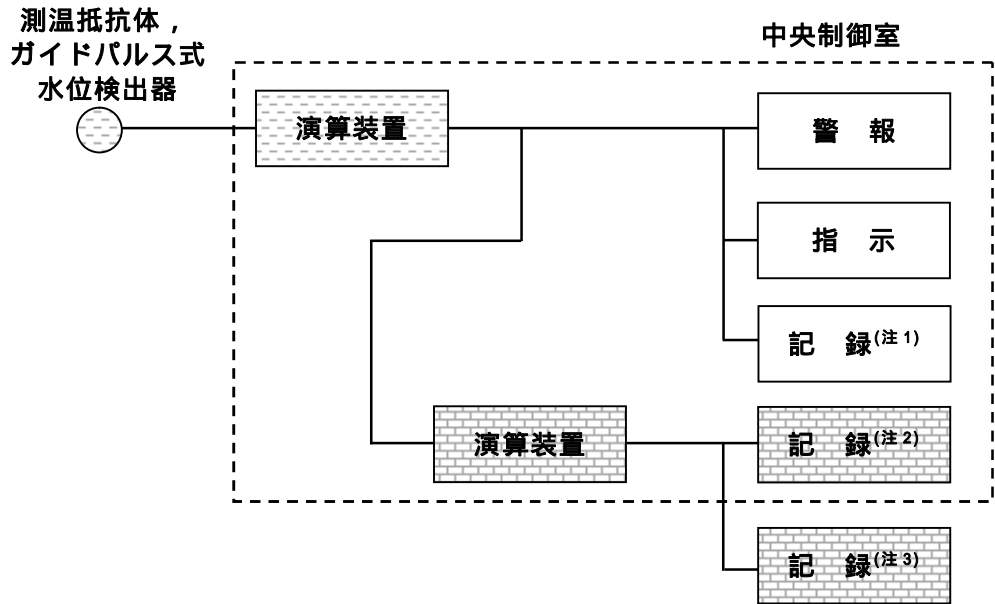 測温抵抗体，
ガイドパルス式
水位検出器
中央制御室
演算装置
警 報
指 示
記 録(注 1)
演算装置
記 録(注 2)
記 録(注 3)